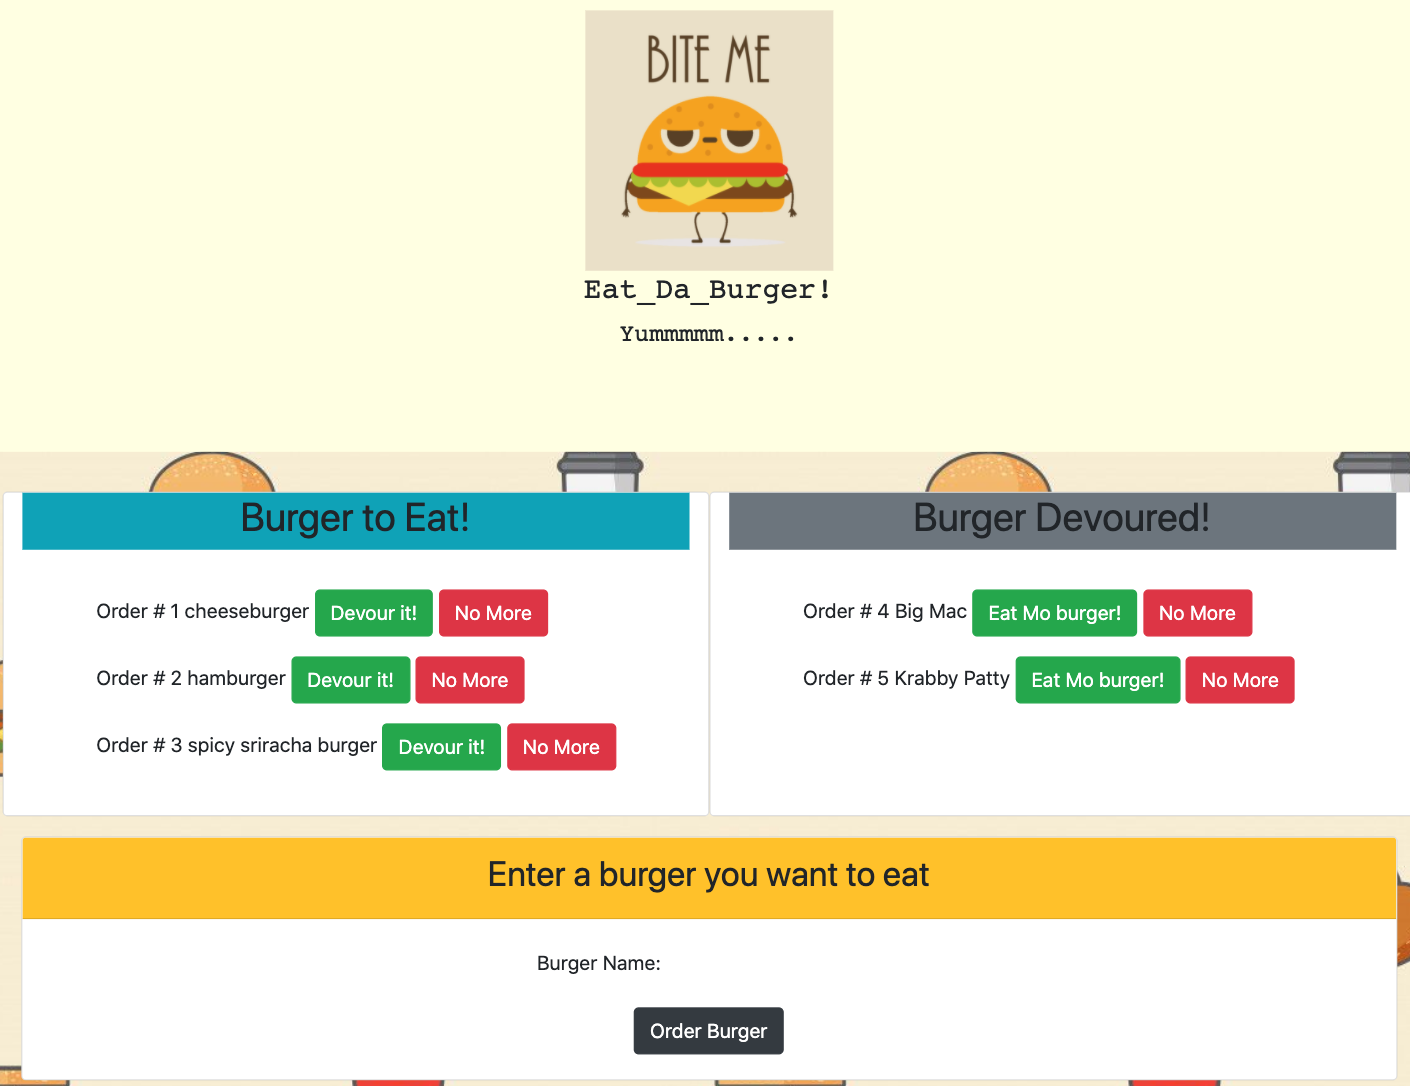 BITE ME
Eat_Da_Burger!
Yummmmm.....
Burger to Eat!
Order # 1 cheeseburger Devour it! No More
Order # 2 hamburger Devour it! No More
Order # 3 spicy sriracha burger Devour it! No More
Burger Devoured!
Order # 4 Big Mac Eat Mo burger! No More
Order # 5 Krabby Patty Eat Mo burger! No More
Enter a burger you want to eat
Burger Name:
Order Burger